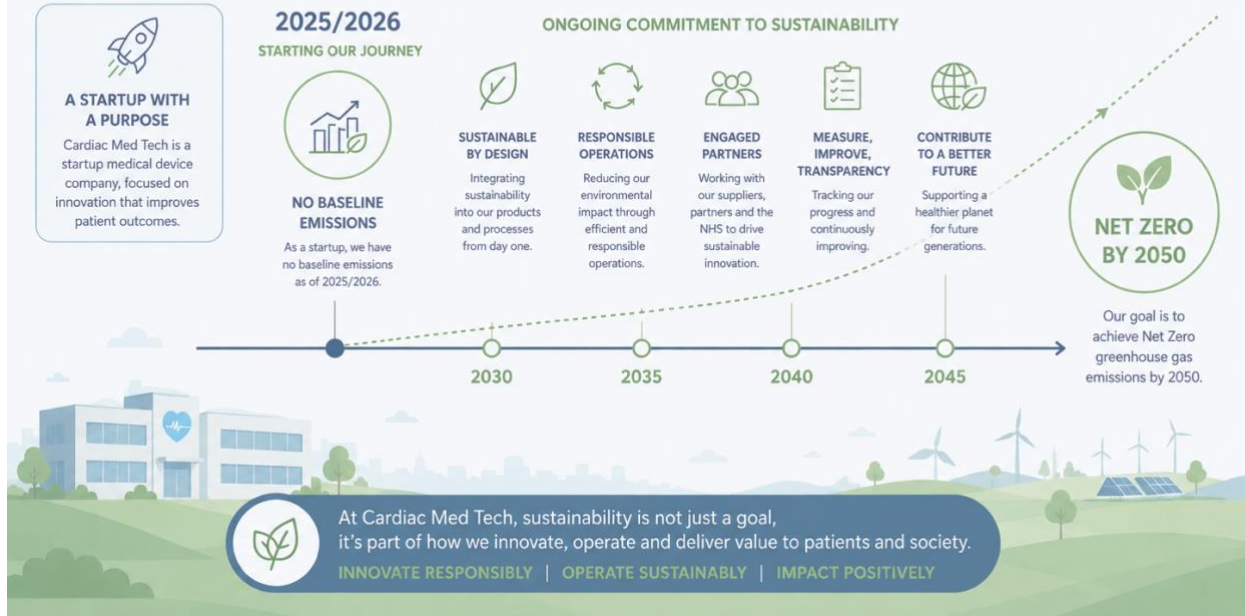 A STARTUP WITH
A PURPOSE
Cardiac Med Tech is a
startup medical device
company, focused on
innovation that improves
patient outcomes.
2025/2026
STARTING OUR JOURNEY
NO BASELINE
EMISSIONS
As a startup, we have
no baseline emissions
as of 2025/2026.
ONGOING COMMITMENT TO SUSTAINABILITY
SUSTAINABLE
BY DESIGN
Integrating
sustainability
into our products
and processes
from day one.
RESPONSIBLE
OPERATIONS
Reducing our
environmental
impact through
efficient and
responsible
operations.
ENGAGED
PARTNERS
Working with
our suppliers,
partners and the
NHS to drive
sustainable
innovation.
MEASURE,
IMPROVE,
TRANSPARENCY
Tracking our
progress and
continuously
improving.
CONTRIBUTE
TO A BETTER
FUTURE
Supporting a
healthier planet
for future
generations.
NET ZERO
BY 2050
Our goal is to
achieve Net Zero
greenhouse gas
emissions by 2050.
2030
2035
2040
2045
At Cardiac Med Tech, sustainability is not just a goal,
it's part of how we innovate, operate and deliver value to patients and society.
INNOVATE RESPONSIBLY | OPERATE SUSTAINABLY | IMPACT POSITIVELY